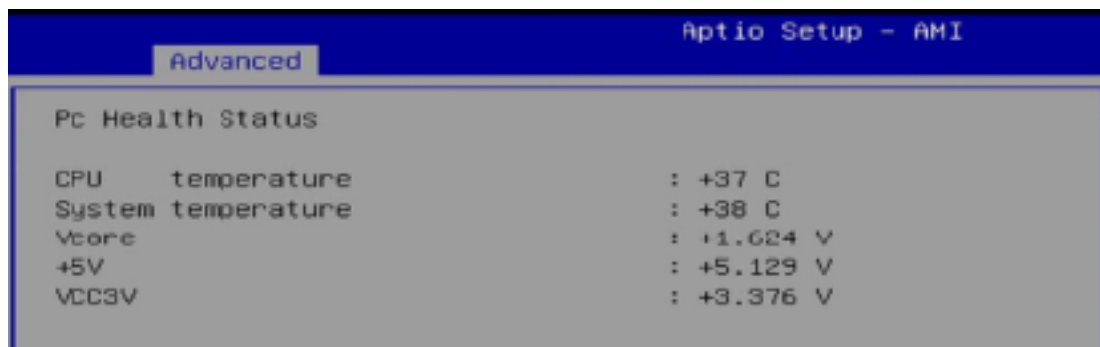 Aptio Setup – AMI
Advanced
Pc Health Status
CPU temperature : +37 C
System temperature : +38 C
Vcore : +1.624 V
+5V : +5.129 V
VCC3V : +3.376 V